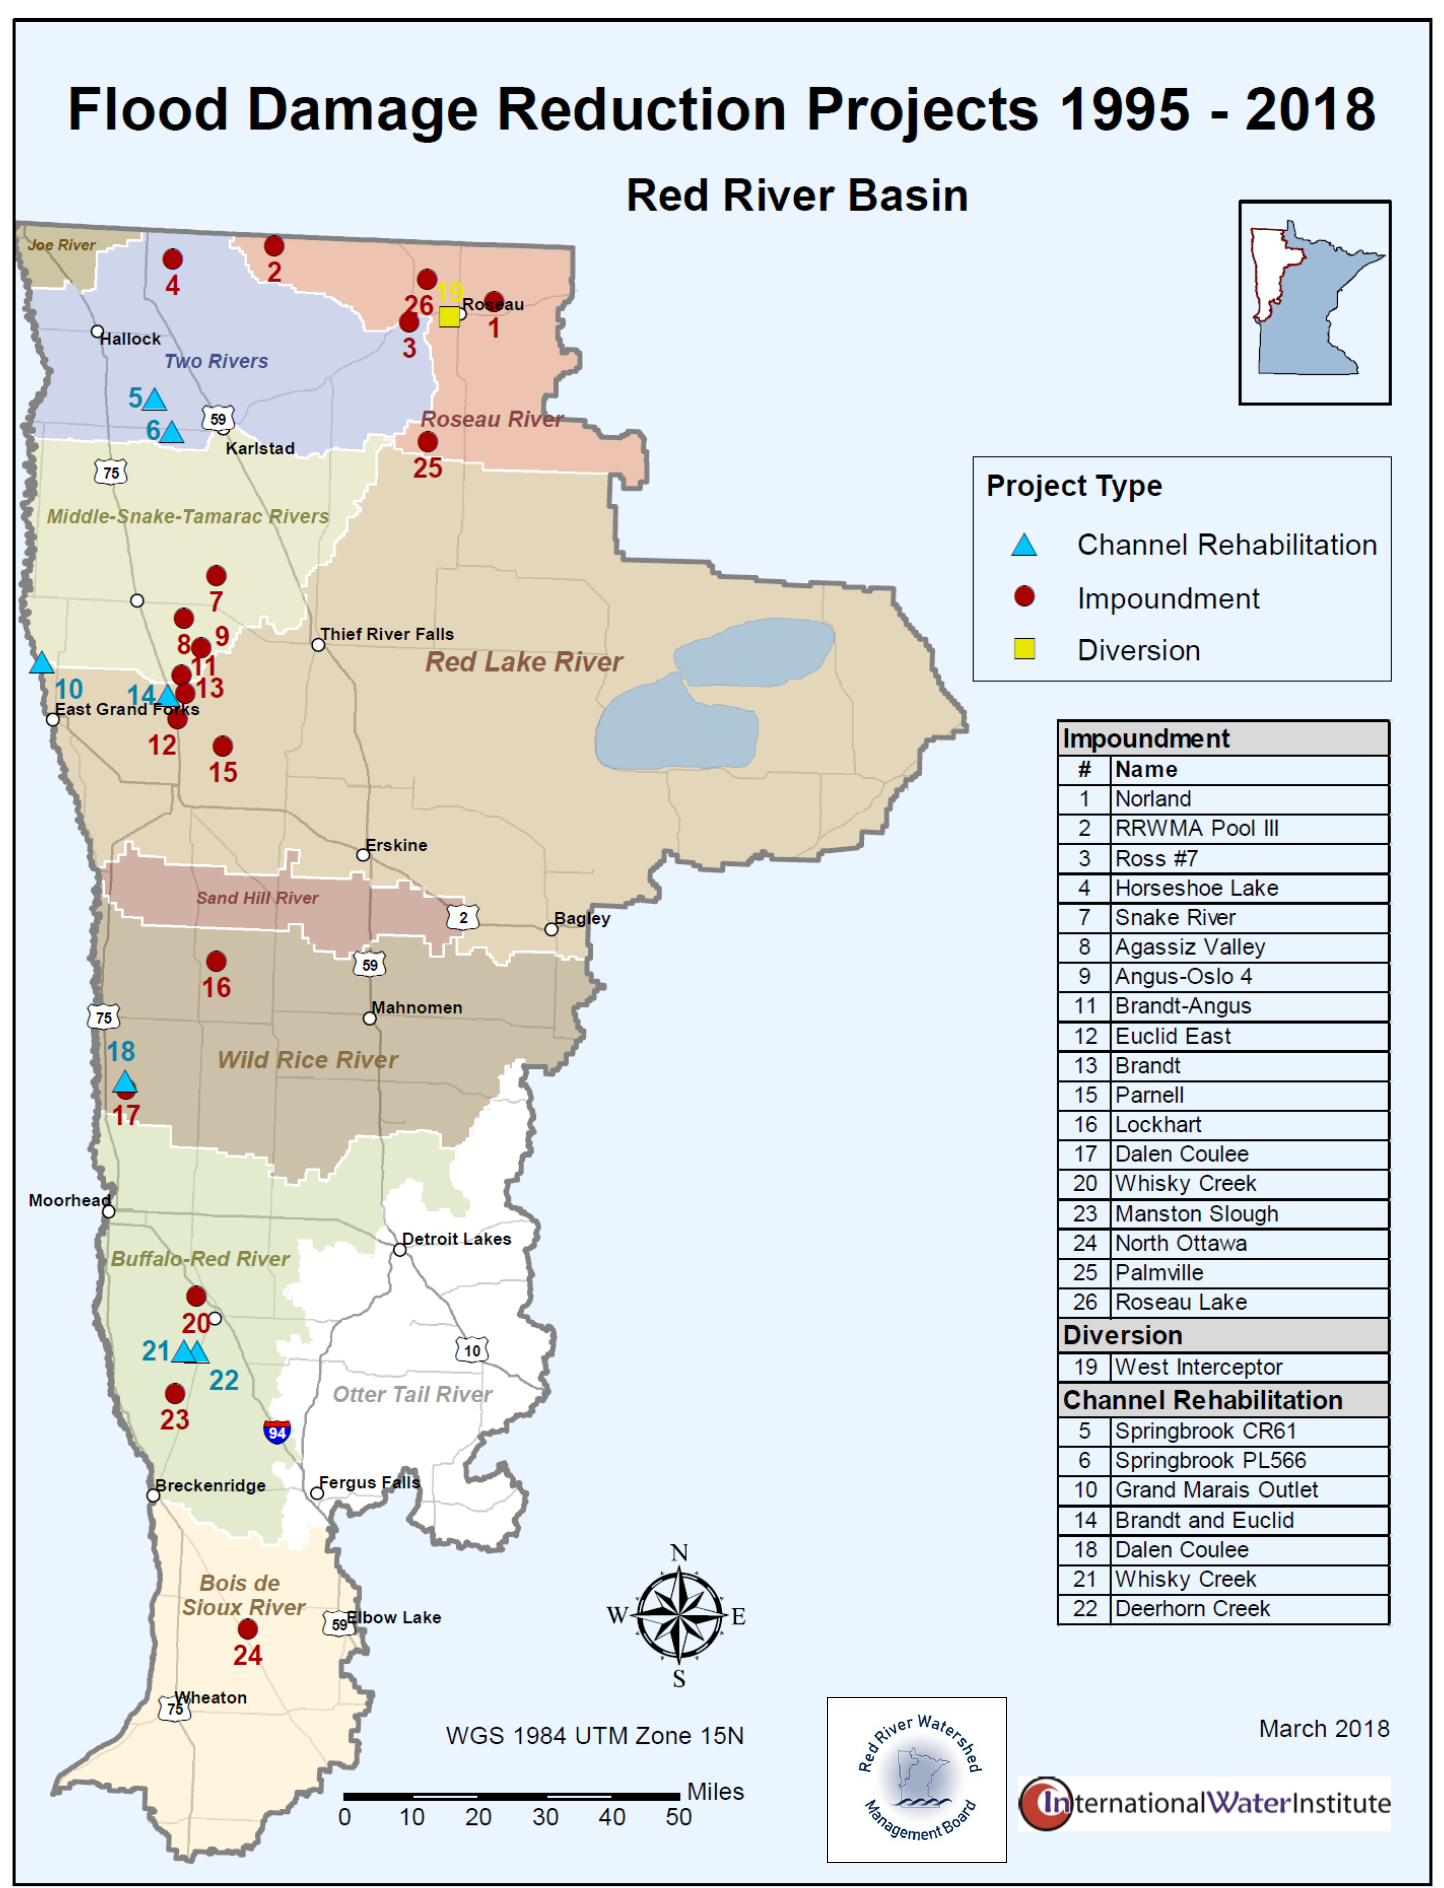 Flood Damage Reduction Projects 1995 - 2018
Red River Basin
Joe River
4
2
26
19
Roseau
1
3
Hallock
Two Rivers
5
6
59
Karlstad
Roseau River
25
75
Middle-Snake-Tamarac Rivers
7
8
9
Thief River Falls
Red Lake River
11
10
14
13
East Grand Forks
12
15
Erskine
Sand Hill River
2
Bagley
16
59
Mahnomen
75
18
Wild Rice River
17
Moorhead
Detroit Lakes
Buffalo-Red River
20
21
22
10
Otter Tail River
23
94
Breckenridge
Fergus Falls
Bois de
Sioux River
59
Elbow Lake
24
75
Wheaton
Project Type
Channel Rehabilitation
Impoundment
Diversion
Impoundment
# Name
1 Norland
2 RRWMA Pool III
3 Ross #7
4 Horseshoe Lake
7 Snake River
8 Agassiz Valley
9 Angus-Oslo 4
11 Brandt-Angus
12 Euclid East
13 Brandt
15 Parnell
16 Lockhart
17 Dalen Coulee
20 Whisky Creek
23 Manston Slough
24 North Ottawa
25 Palmville
26 Roseau Lake
Diversion
19 West Interceptor
Channel Rehabilitation
5 Springbrook CR61
6 Springbrook PL566
10 Grand Marais Outlet
14 Brandt and Euclid
18 Dalen Coulee
21 Whisky Creek
22 Deerhorn Creek
N
W E
S
WGS 1984 UTM Zone 15N
Miles
0 10 20 30 40 50
Red River Watershed
Management Board
March 2018
InternationalWaterInstitute